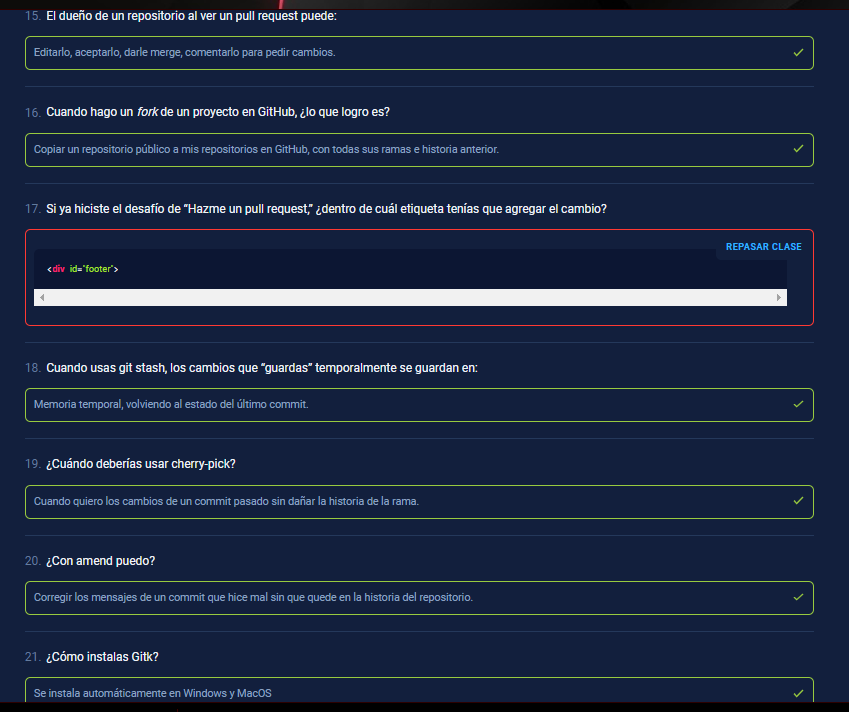 15. El dueño de un repositorio al ver un pull request puede:
Editarlo, aceptarlo, darle merge, comentarlo para pedir cambios.
16. Cuando hago un fork de un proyecto en GitHub, ¿lo que logro es?
Copiar un repositorio público a mis repositorios en GitHub, con todas sus ramas e historia anterior.
17. Si ya hiciste el desafío de “Hazme un pull request,” ¿dentro de cuál etiqueta tenías que agregar el cambio?
REPASAR CLASE
<div id="footer">
18. Cuando usas git stash, los cambios que “guardas” temporalmente se guardan en:
Memoria temporal, volviendo al estado del último commit.
19. ¿Cuándo deberías usar cherry-pick?
Cuando quiero los cambios de un commit pasado sin dañar la historia de la rama.
20. ¿Con amend puedo?
Corregir los mensajes de un commit que hice mal sin que quede en la historia del repositorio.
21. ¿Cómo instalas Gitk?
Se instala automáticamente en Windows y MacOS